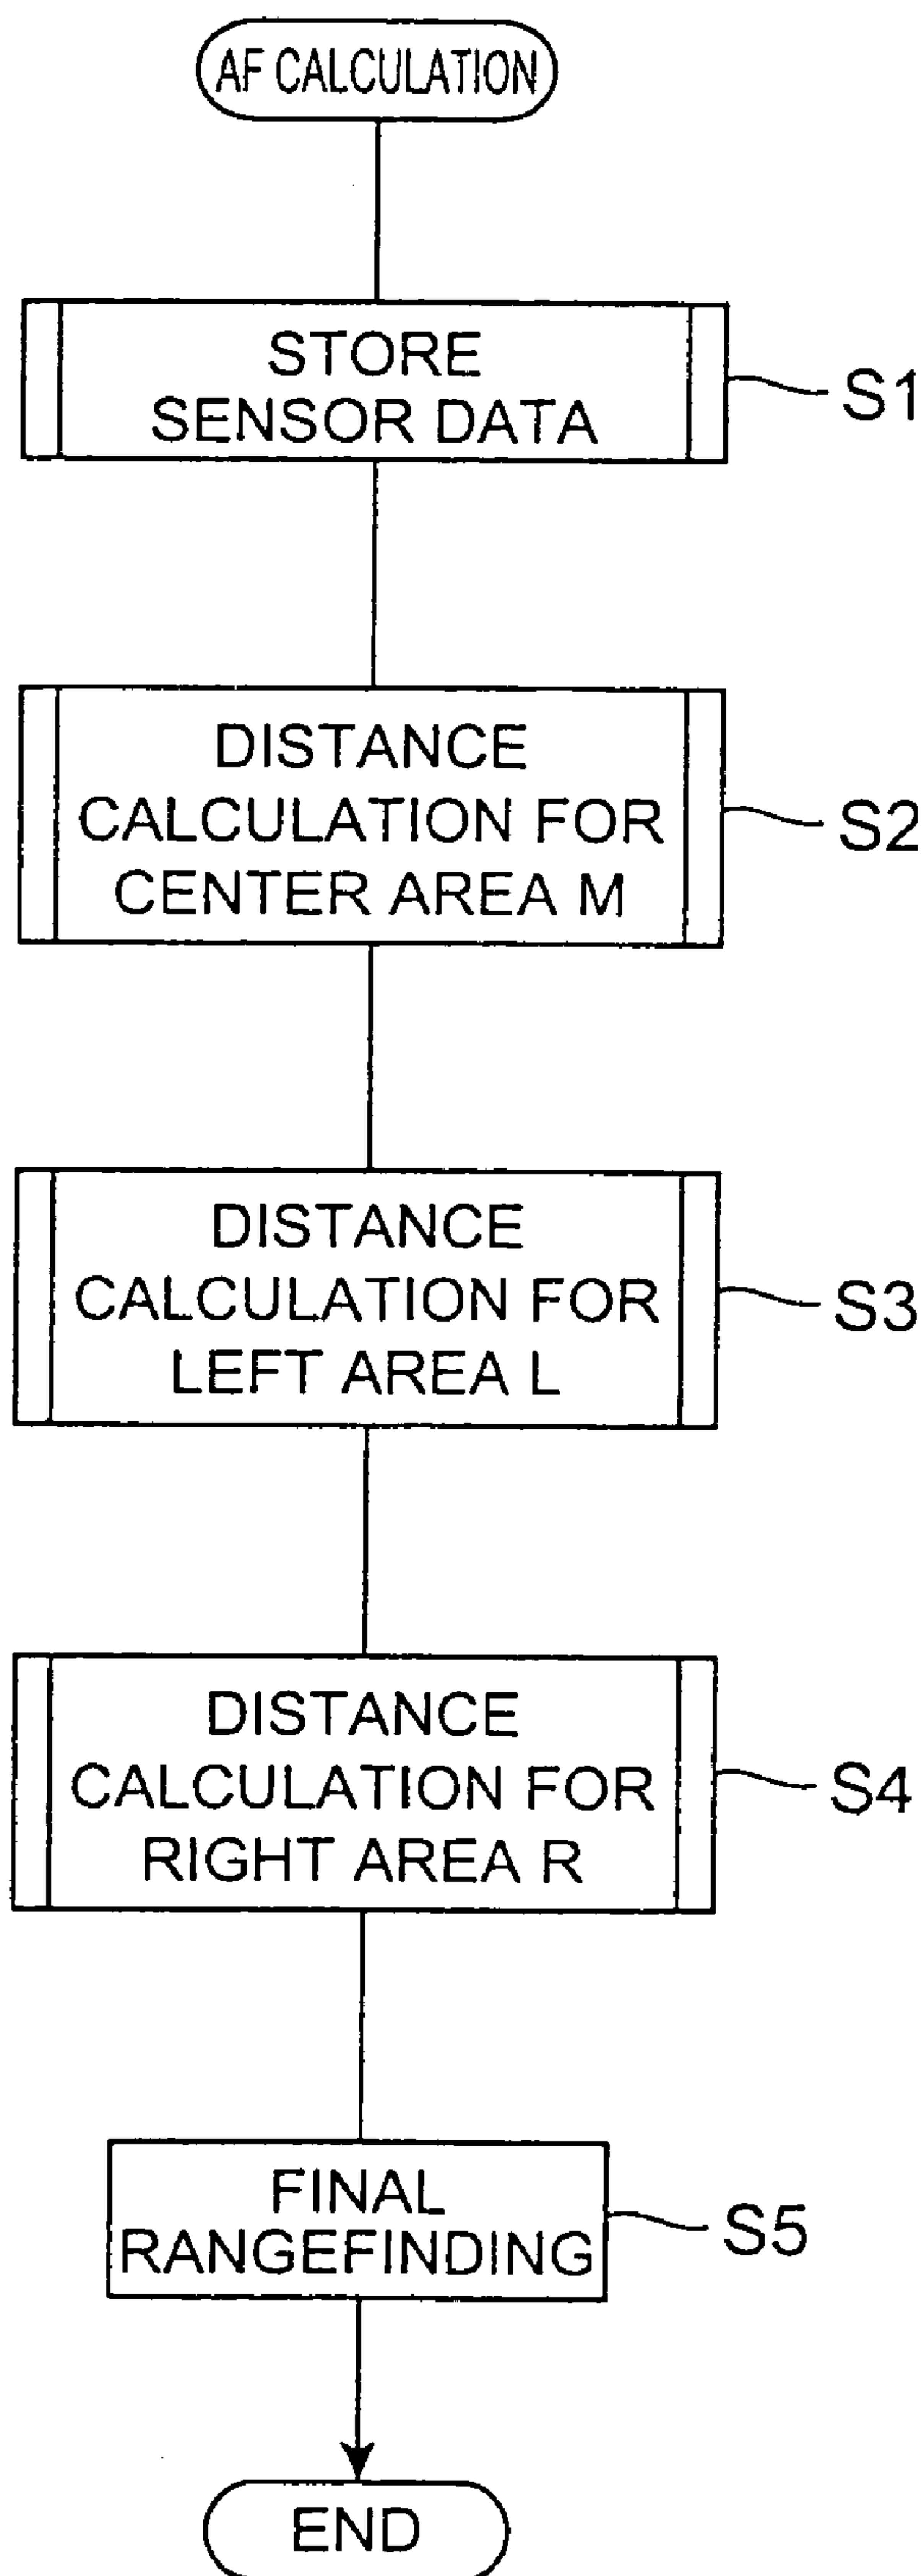 AF CALCULATION
STORE
SENSOR DATA
S1
DISTANCE
CALCULATION FOR
CENTER AREA M
S2
DISTANCE
CALCULATION FOR
LEFT AREA L
S3
DISTANCE
CALCULATION FOR
RIGHT AREA R
S4
FINAL
RANGEFINDING
S5
END